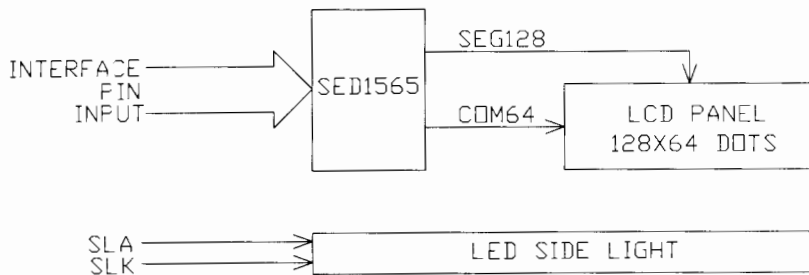 SEG128
INTERFACE
PIN
INPUT
SED1565
COM64
LCD PANEL
128X64 DOTS
SLA
SLK
LED SIDE LIGHT